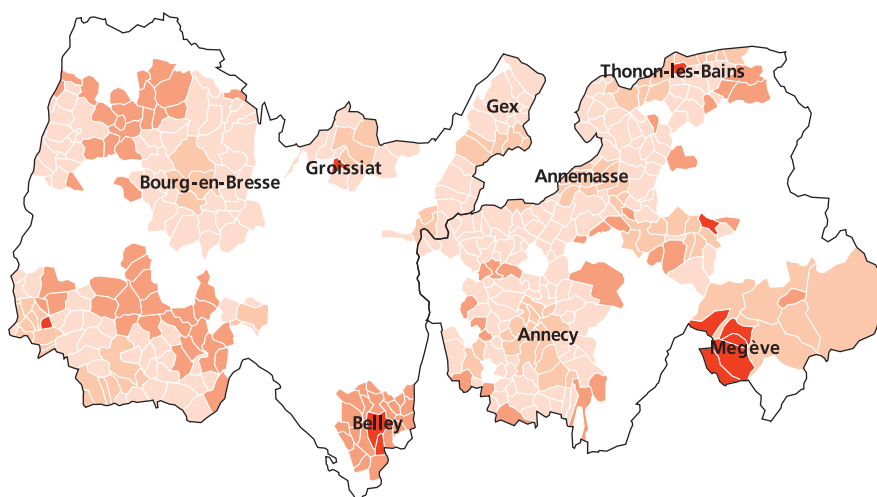 Thonon-les-Bains
Gex
Groissiat
Annemasse
Bourg-en-Bresse
Annecy
Megève
Belley